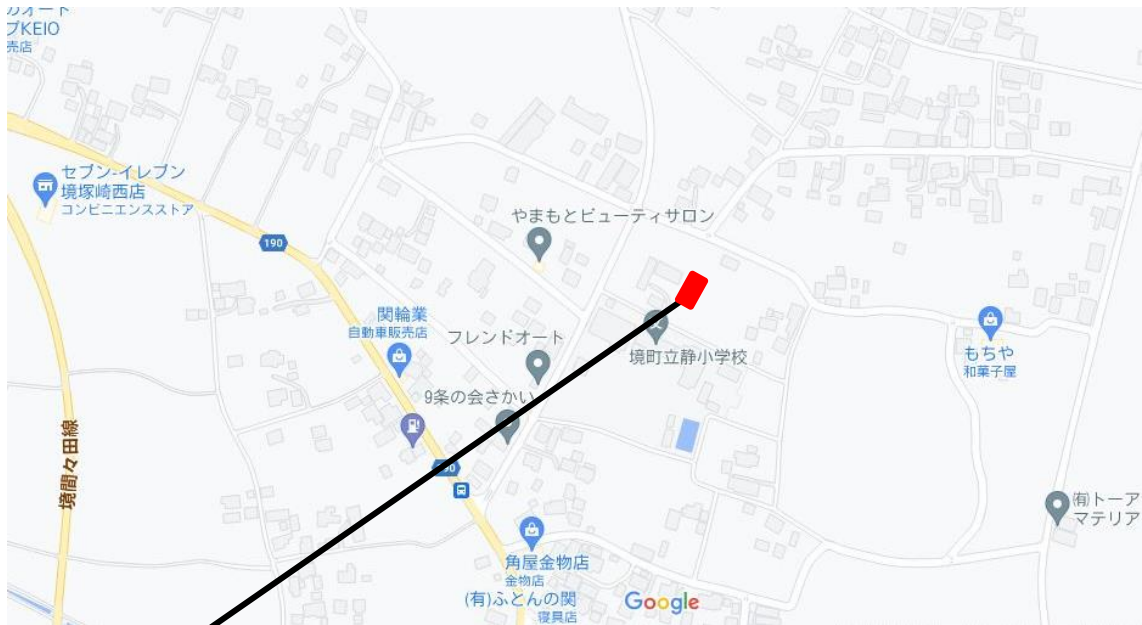 プKEIO
売店
セブン-イレブン
境塚崎西店
コンビニエンスストア
190
やまもとビューティサロン
関輪業
自動車販売店
フレンドオート
境町立静小学校
もちや
和菓子屋
9条の会さかい
境間々田線
(有)トーア
マテリア
角屋金物店
金物店
(有)ふとんの関
寝具店
Google